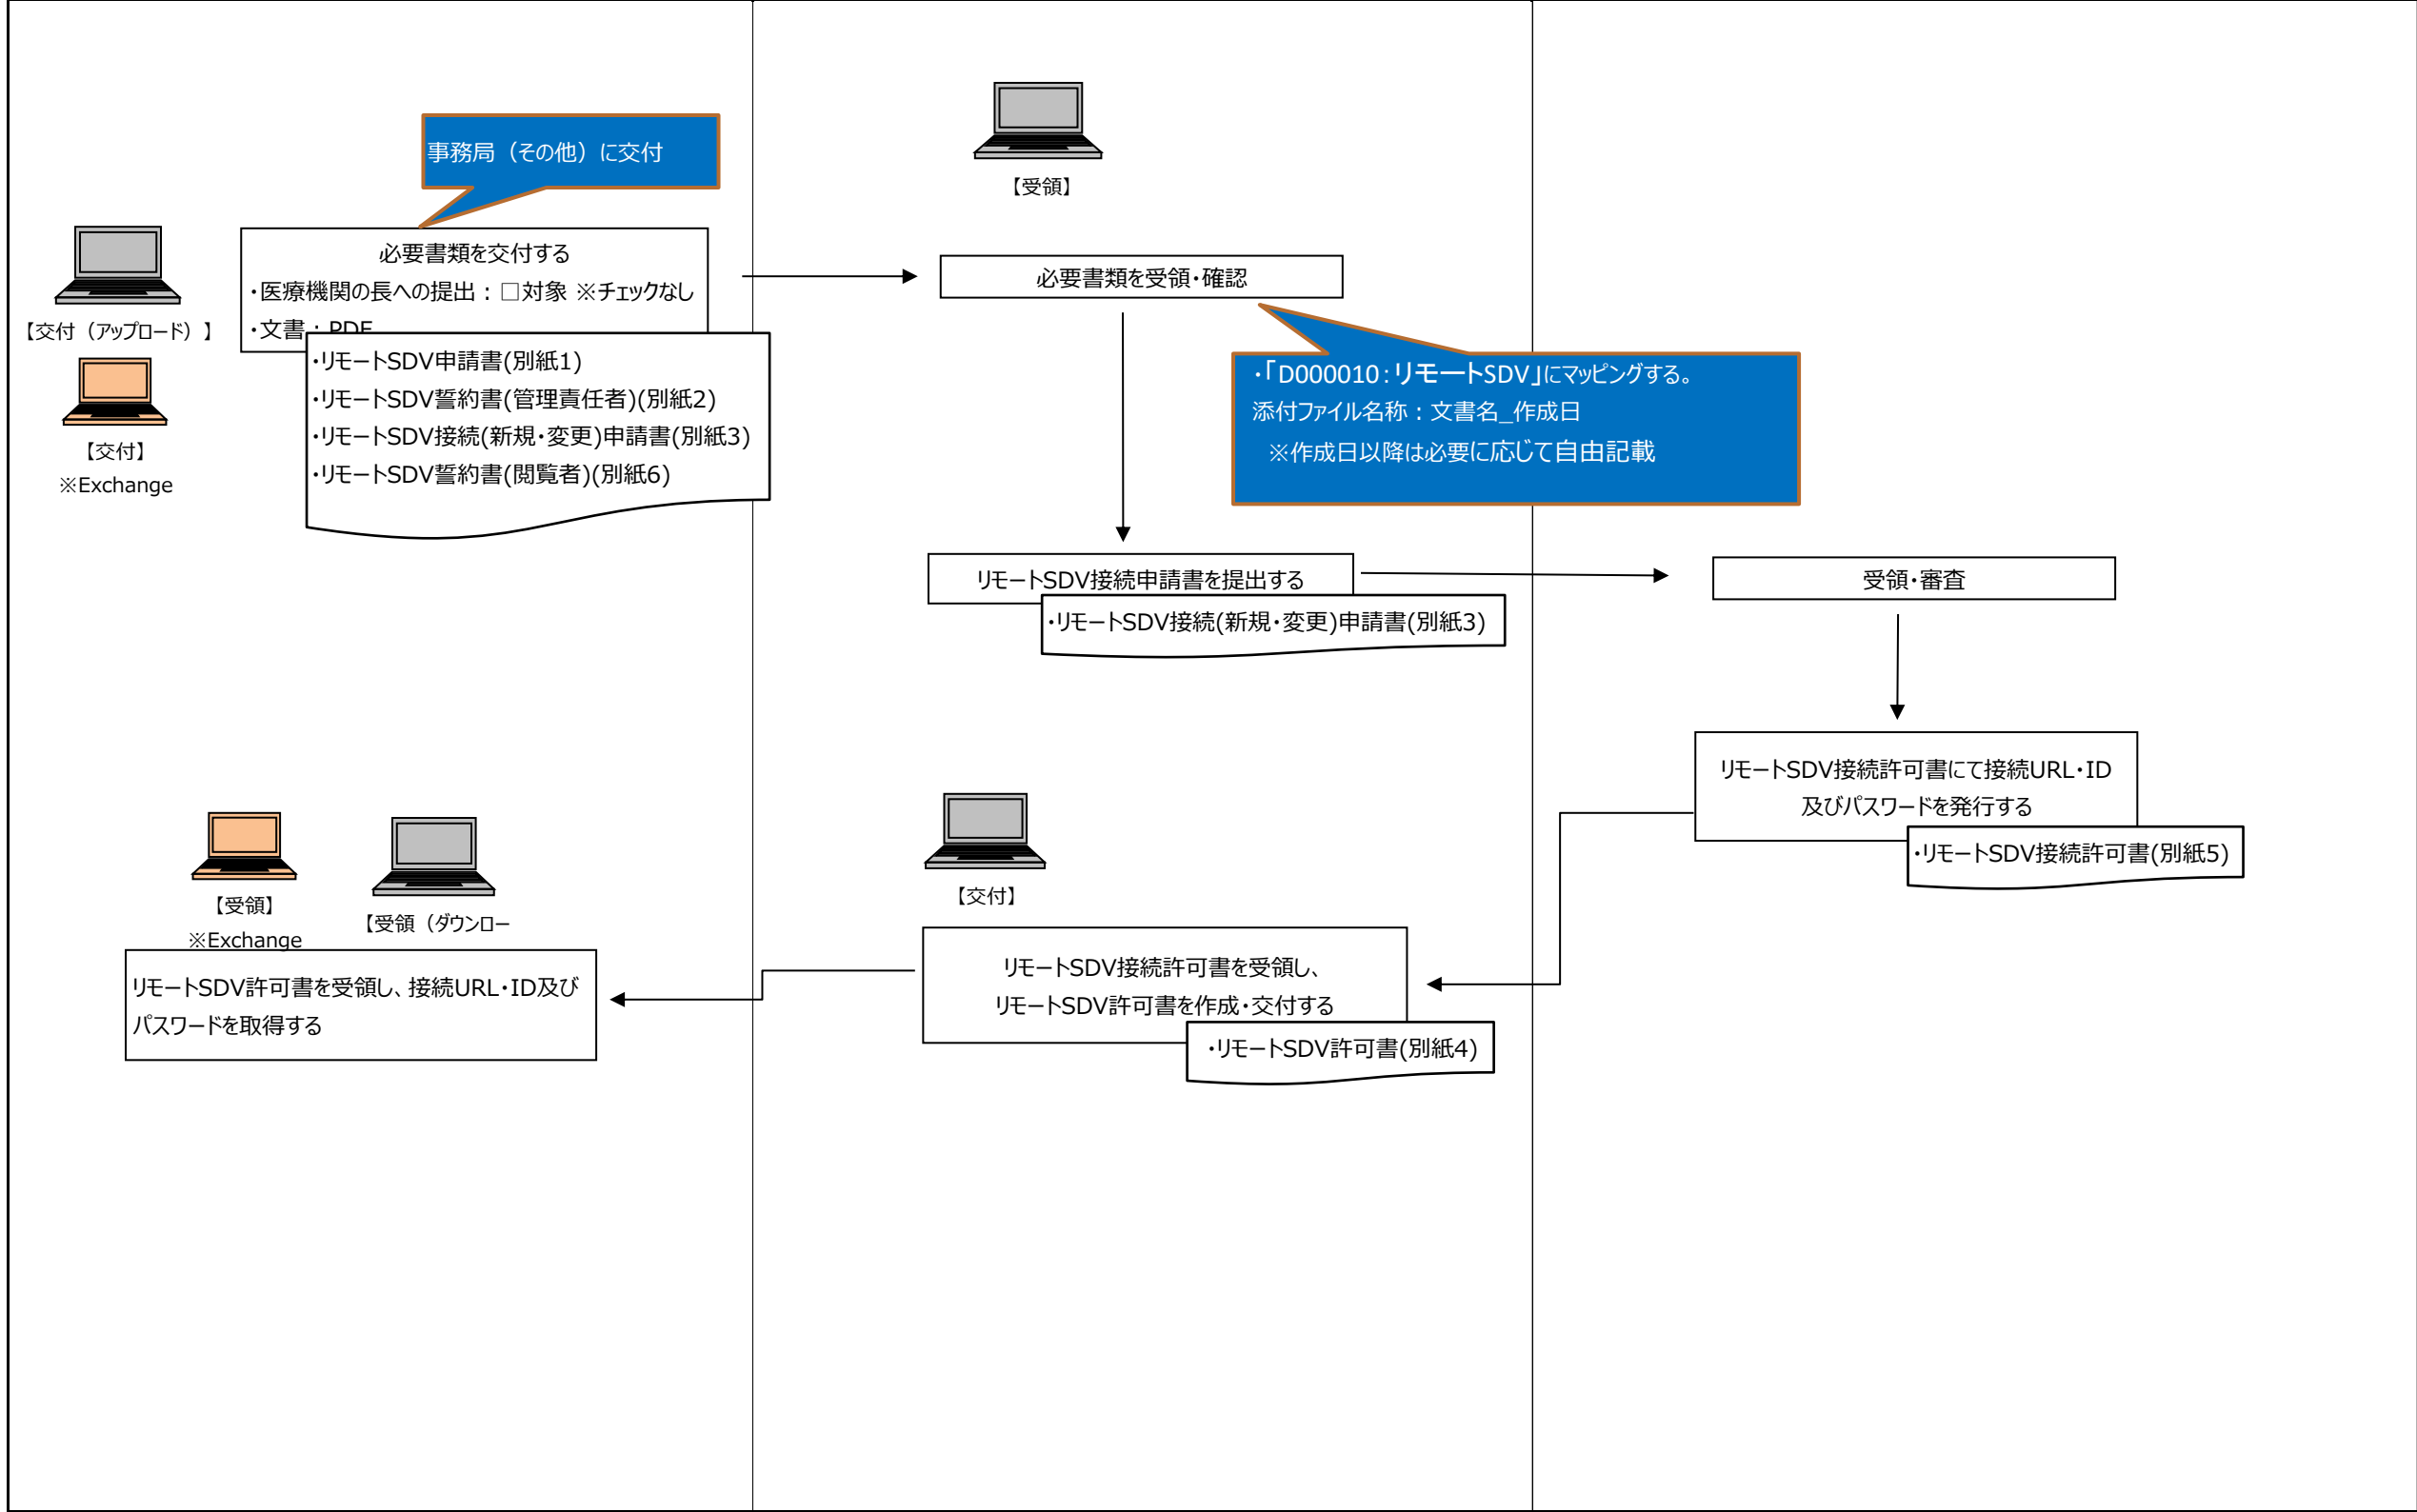 事務局（その他）に交付
【交付（アップロード）】
【交付】
※Exchange
必要書類を交付する
・医療機関の長への提出：□対象 ※チェックなし
・文書：PDF
・リモートSDV申請書(別紙1)
・リモートSDV誓約書(管理責任者)(別紙2)
・リモートSDV接続(新規・変更)申請書(別紙3)
・リモートSDV誓約書(閲覧者)(別紙6)
【受領】
必要書類を受領・確認
・「D000010：リモートSDV」にマッピングする。
添付ファイル名称：文書名_作成日
※作成日以降は必要に応じて自由記載
リモートSDV接続申請書を提出する
・リモートSDV接続(新規・変更)申請書(別紙3)
受領・審査
リモートSDV接続許可書にて接続URL・ID
及びパスワードを発行する
・リモートSDV接続許可書(別紙5)
【交付】
リモートSDV接続許可書を受領し、
リモートSDV許可書を作成・交付する
・リモートSDV許可書(別紙4)
【受領】
※Exchange
【受領（ダウンロー
リモートSDV許可書を受領し、接続URL・ID及び
パスワードを取得する